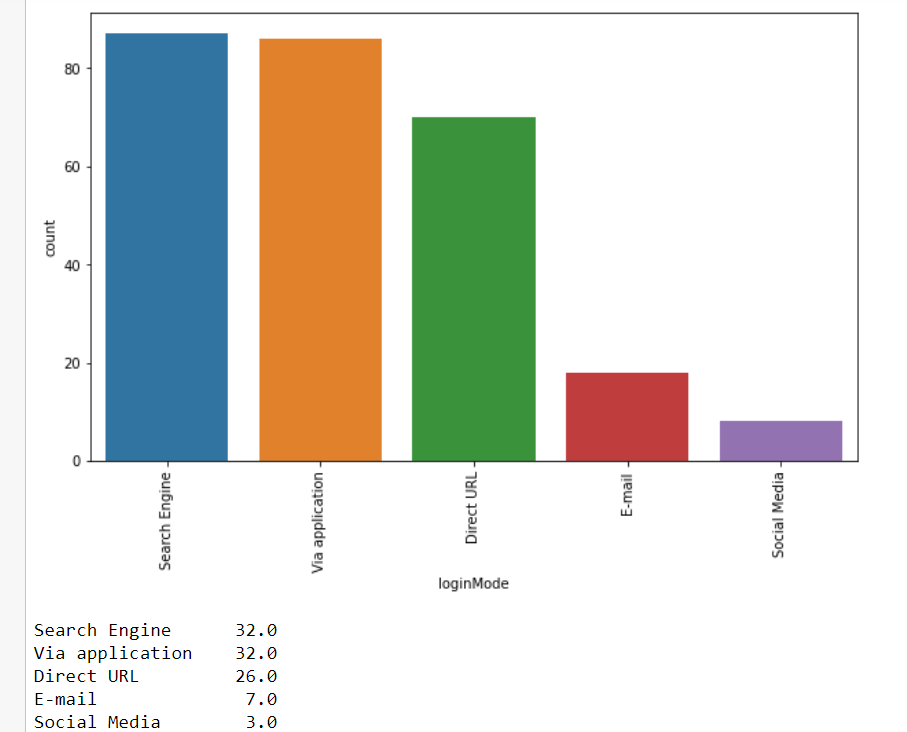 80
60
40
20
0
count
Search Engine
Via application
Direct URL
E-mail
Social Media
loginMode
Search Engine 32.0
Via application 32.0
Direct URL 26.0
E-mail 7.0
Social Media 3.0